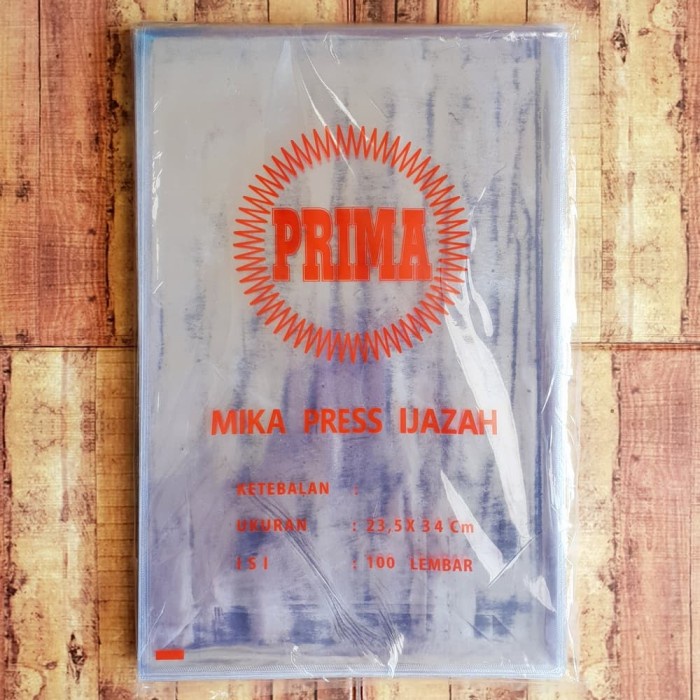 PRIMA
MIKA PRESS IJAZAH
KETEBALAN :
UKURAN : 23,5 X 34 Cm
ISI : 100 LEMBAR